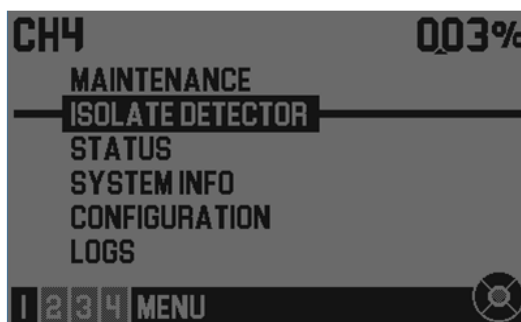 CH4 0.03%
MAINTENANCE
ISOLATE DETECTOR
STATUS
SYSTEM INFO
CONFIGURATION
LOGS
1 2 3 4 MENU